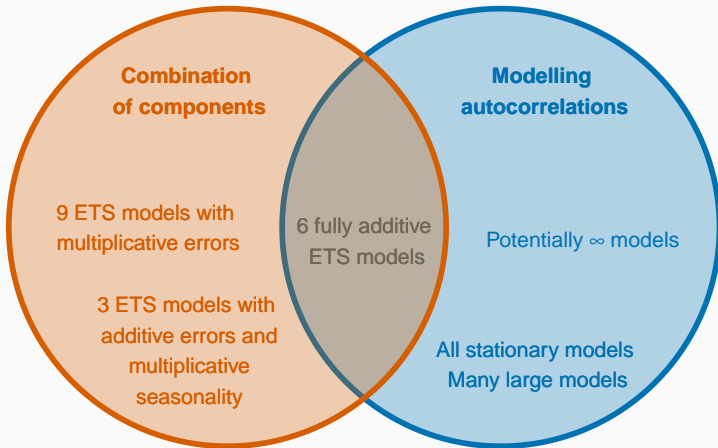 Combination
of components
9 ETS models with
multiplicative errors
3 ETS models with
additive errors and
multiplicative
seasonality
6 fully additive
ETS models
Modelling
autocorrelations
Potentially ∞ models
All stationary models
Many large models